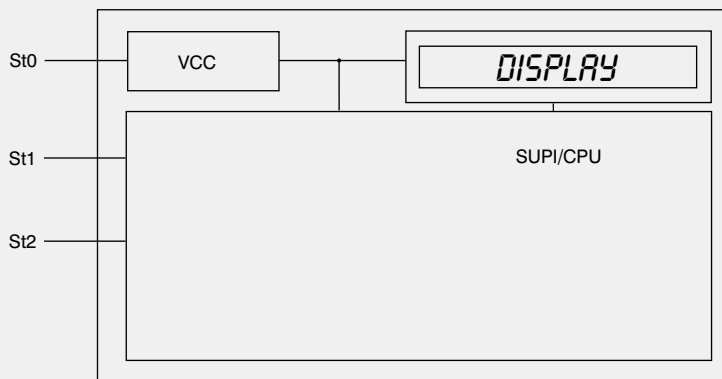 St0
VCC
DISPLAY
St1
SUPI/CPU
St2